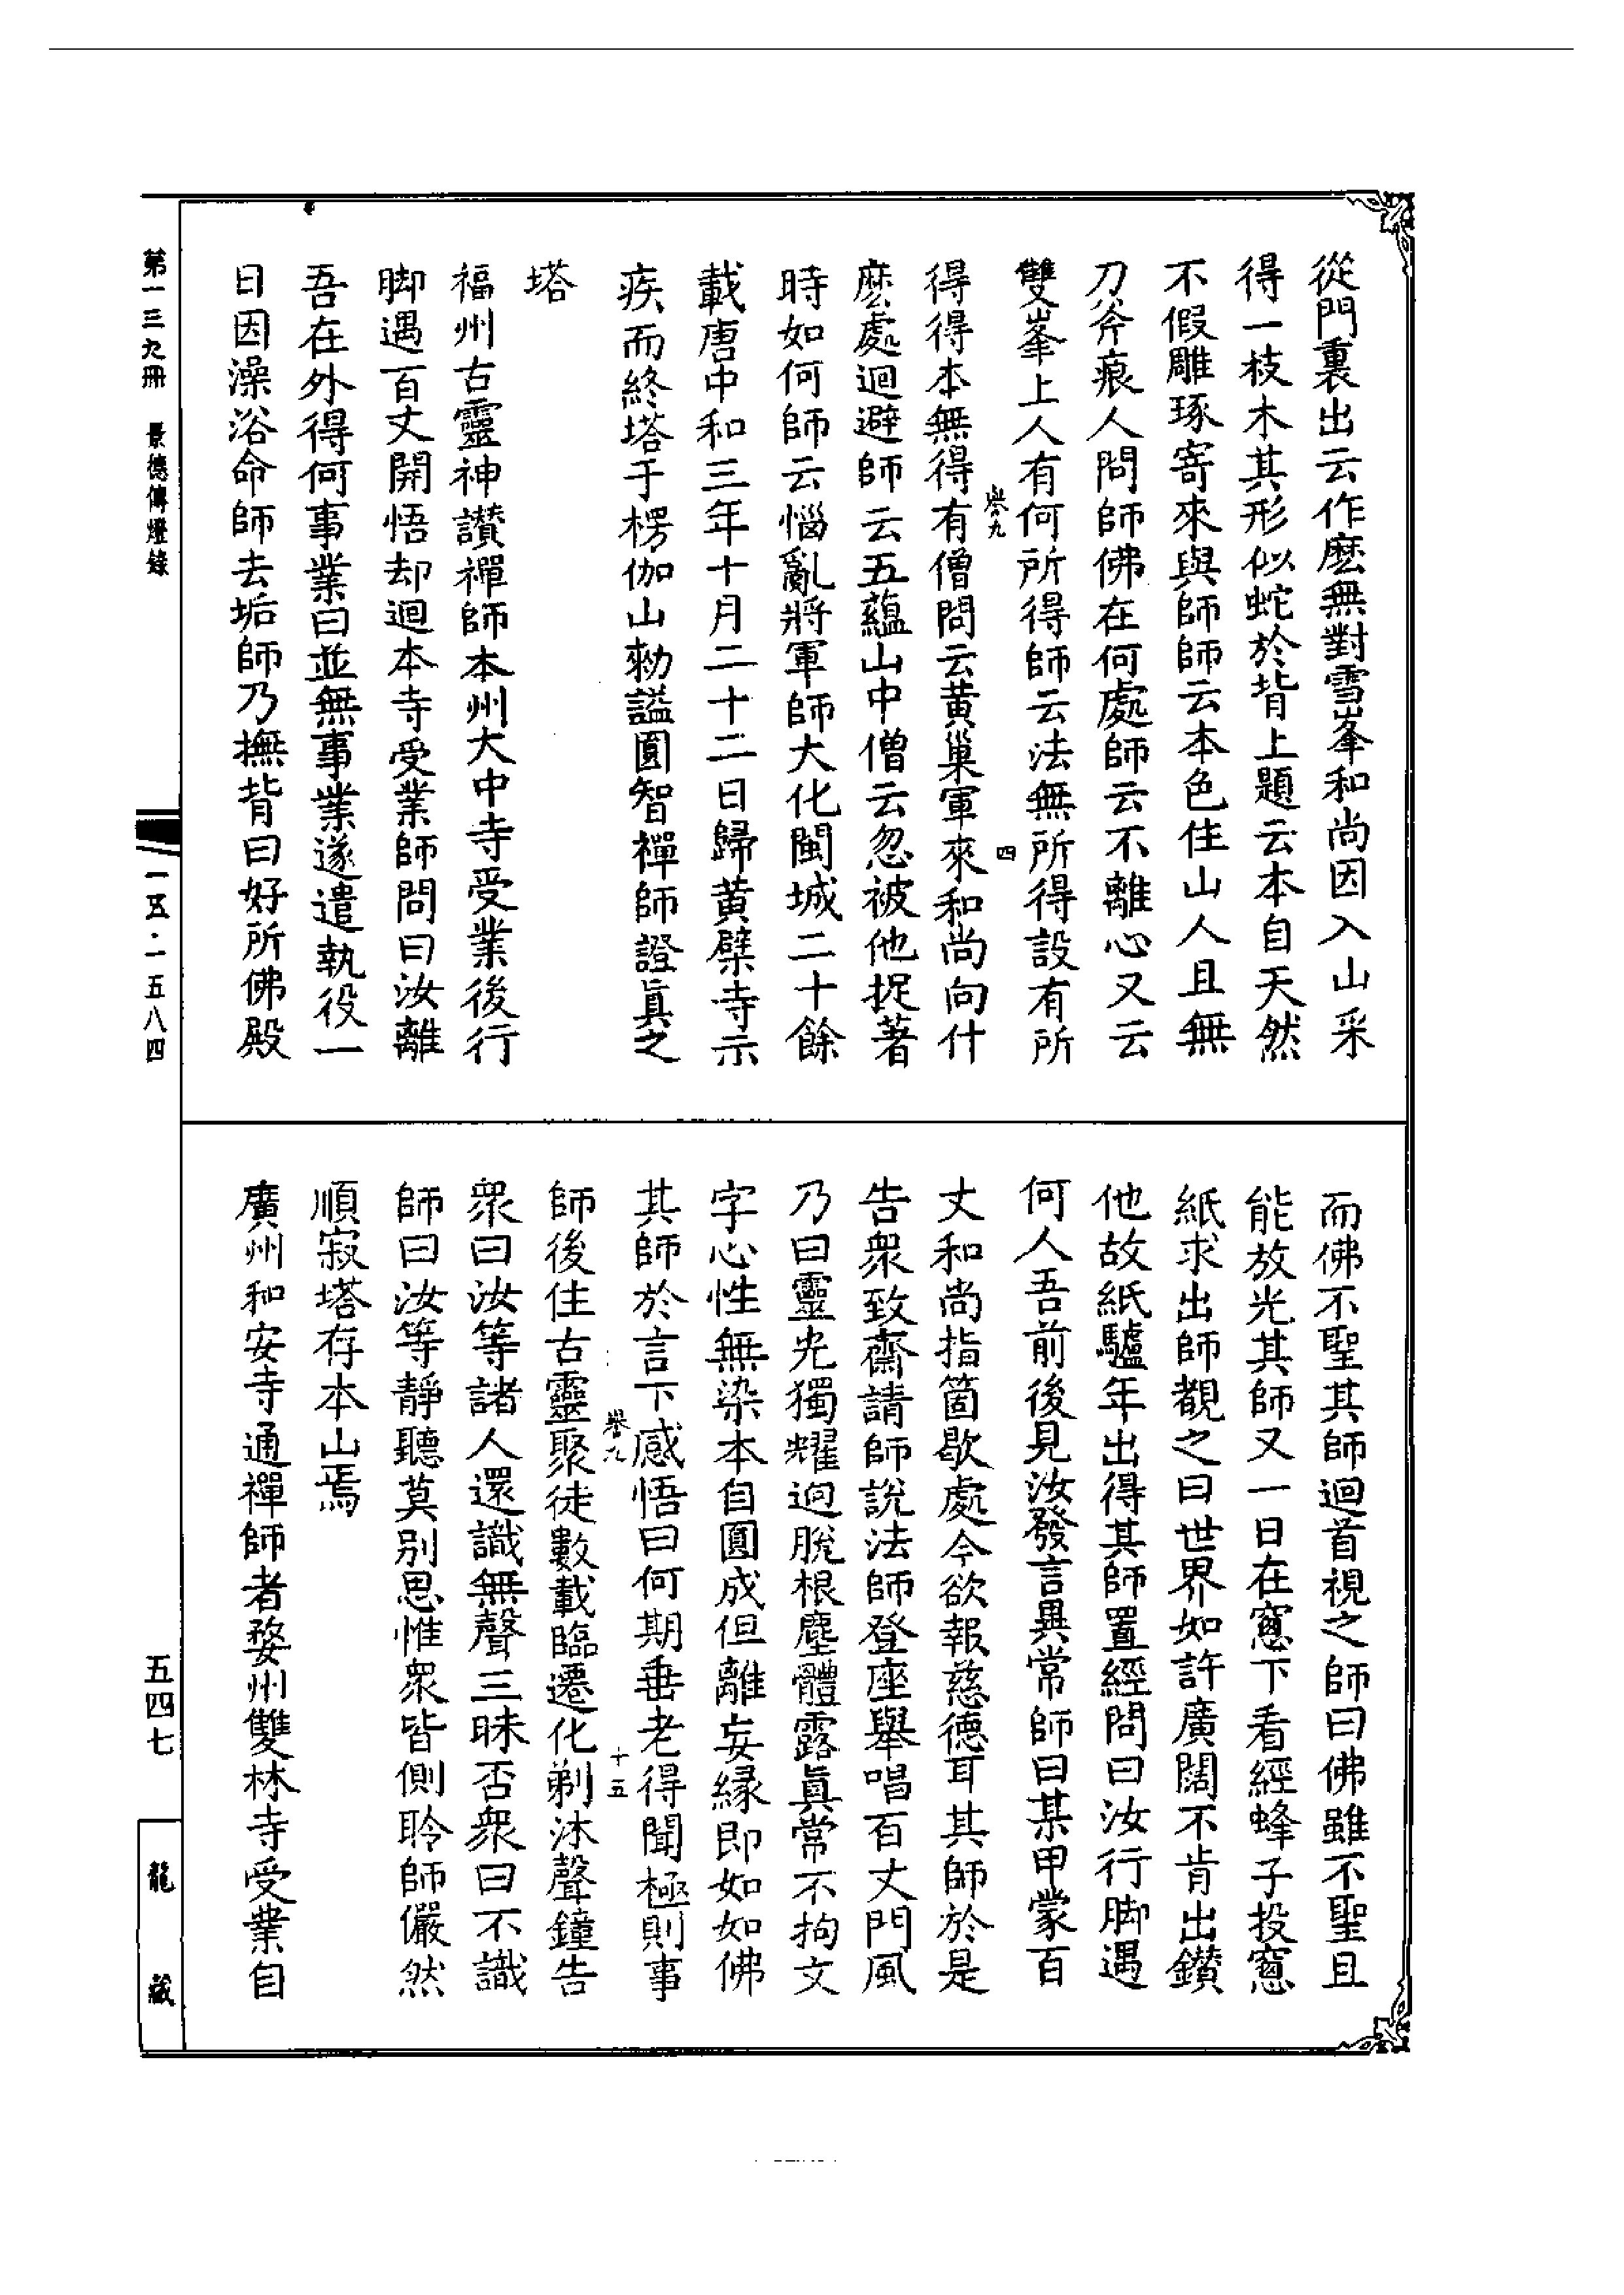 從門裏出云作麽無對雪峯和尚因入山采
得一枝木其形似蛇於背上題云本自天然
不假雕琢寄來與師師云本色住山人且無
刀斧痕人問師佛在何處師云不離心又云
雙峯上人有何所得師云法無所得設有所
得得本無得有僧問云黄巢軍來和尚向什
麽處迴避師云五藴山中僧云忽被他捉著
時如何師云惱亂將軍師大化閩城二十餘
載唐中和三年十月二十二日歸黄檗寺示
疾而終塔于楞伽山勑謚圓智禪師證眞之
塔
福州古靈神讃禪師本州大中寺受業後行
脚遇百丈開悟却迴本寺受業師問曰汝離
吾在外得何事業曰並無事業遂遣執役一
日因澡浴命師去垢師乃撫背曰好所佛殿
而佛不聖其師迴首視之師曰佛雖不聖且
能放光其師又一日在窻下看經蜂子投窻
紙求出師覩之曰世界如許廣闊不肯出鑽
他故紙驢年出得其師置經問曰汝行脚遇
何人吾前後見汝發言異常師曰某甲蒙百
丈和尚指箇歇處今欲報慈德耳其師於是
告衆致齋請師説法師登座舉唱百丈門風
乃曰靈光獨耀迥脱根塵體露眞常不拘文
字心性無染本自圓成但離妄縁即如如佛
其師於言下感悟曰何期垂老得聞極則事
師後住古靈聚徒數載臨遷化剃沐聲鐘告
衆曰汝等諸人還識無聲三昧否衆曰不識
師曰汝等靜聽莫别思惟衆皆側聆師儼然
順寂塔存本山焉
廣州和安寺通禪師者婺州雙林寺受業自
四
十五
第一三九冊 景德傳燈錄
一五·一五八四
五四七
龍藏